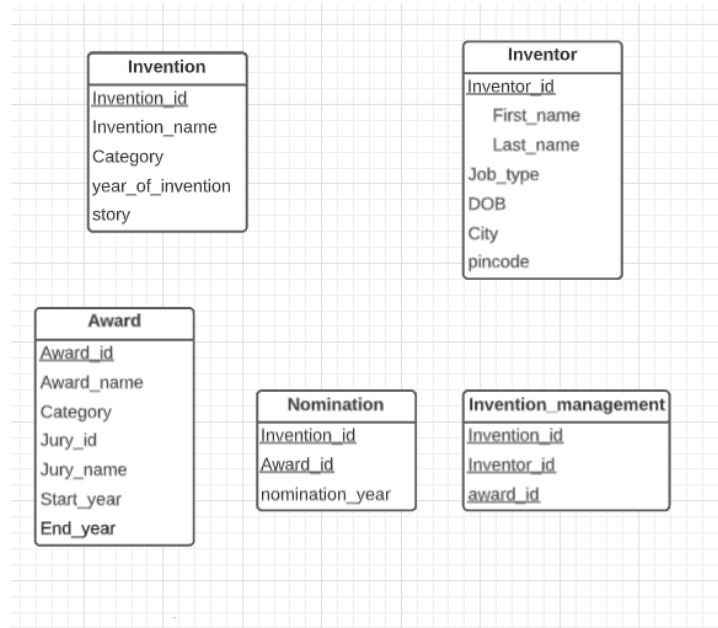 Invention
Invention_id
Invention_name
Category
year_of_invention
story
Inventor
Inventor_id
First_name
Last_name
Job_type
DOB
City
pincode
Award
Award_id
Award_name
Category
Jury_id
Jury_name
Start_year
End_year
Nomination
Invention_id
Award_id
nomination_year
Invention_management
Invention_id
Inventor_id
award_id